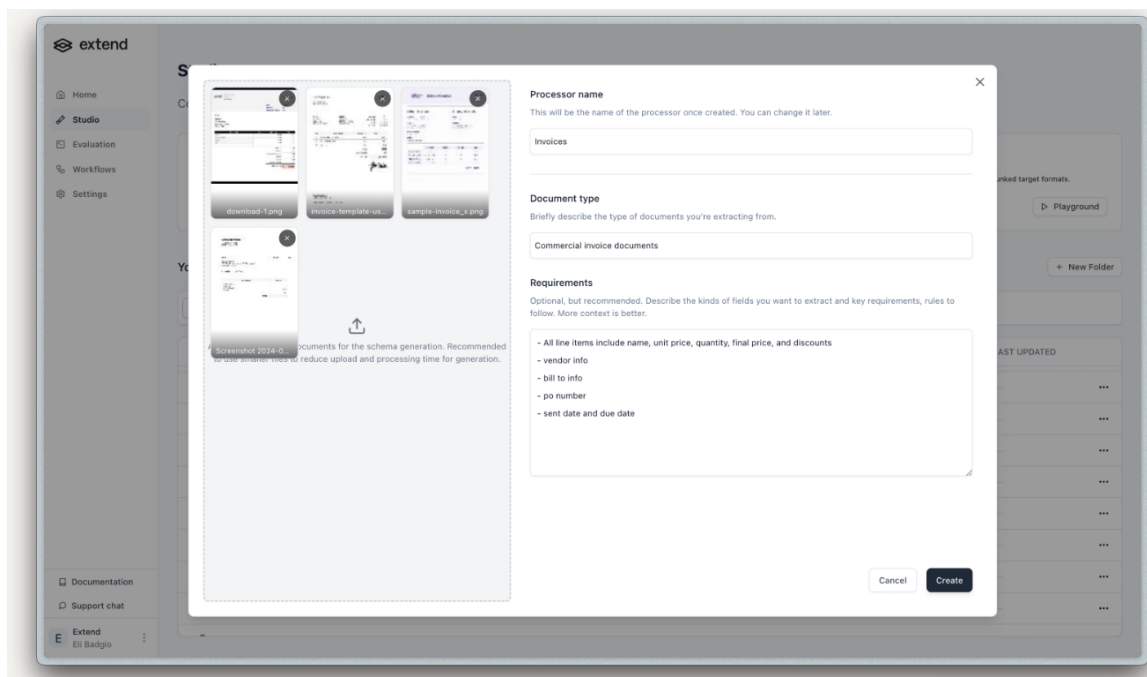 extend
Home
Studio
Evaluation
Workflows
Settings
Documentation
Support chat
E
Extend
Eli Badgio
download-1.png
invoice-template-us...
sample-invoice_x.png
Screenshot 2024-0...
ocuments for the schema generation. Recommended
to use smaller files to reduce upload and processing time for generation.
Processor name
This will be the name of the processor once created. You can change it later.
Invoices
Document type
Briefly describe the type of documents you're extracting from.
Commercial invoice documents
Requirements
Optional, but recommended. Describe the kinds of fields you want to extract and key requirements, rules to
follow. More context is better.
- All line items include name, unit price, quantity, final price, and discounts
- vendor info
- bill to info
- po number
- sent date and due date
Cancel
Create
unked target formats.
Playground
+ New Folder
AST UPDATED